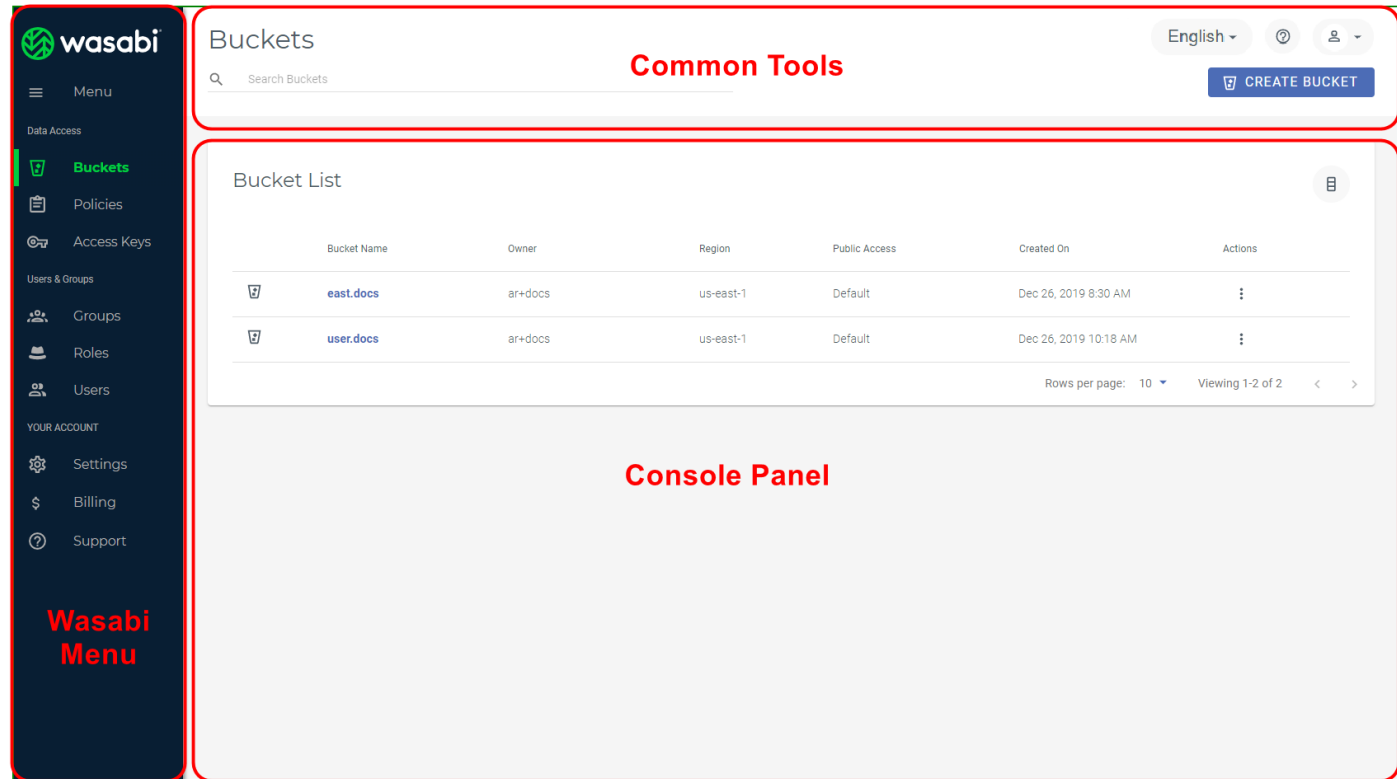 wasabi
Menu
Data Access
Buckets
Policies
Access Keys
Users & Groups
Groups
Roles
Users
YOUR ACCOUNT
Settings
Billing
Support
Wasabi
Menu
Buckets
English
Search Buckets
Common Tools
CREATE BUCKET
Bucket List
Bucket Name Owner Region Public Access Created On Actions
east.docs ar+docs us-east-1 Default Dec 26, 2019 8:30 AM
user.docs ar+docs us-east-1 Default Dec 26, 2019 10:18 AM
Rows per page: 10 Viewing 1-2 of 2
Console Panel